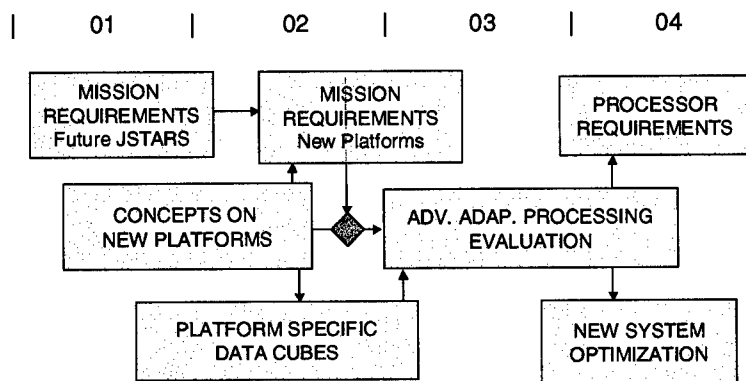 | 01 | 02 | 03 | 04
MISSION
REQUIREMENTS
Future JSTARS
MISSION
REQUIREMENTS
New Platforms
PROCESSOR
REQUIREMENTS
CONCEPTS ON
NEW PLATFORMS
ADV. ADAP. PROCESSING
EVALUATION
PLATFORM SPECIFIC
DATA CUBES
NEW SYSTEM
OPTIMIZATION